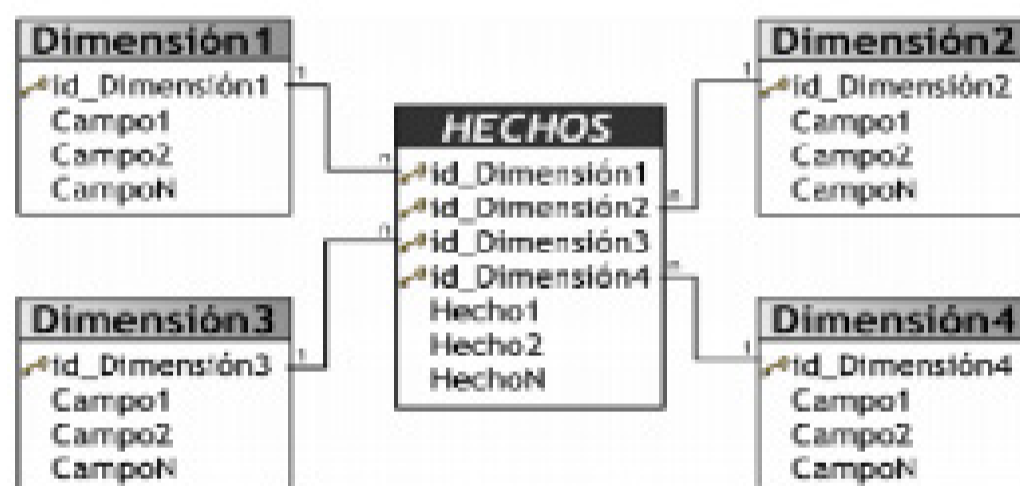 Dimensión1
id_Dimensión1
Campo1
Campo2
CampoN
Dimensión2
id_Dimensión2
Campo1
Campo2
CampoN
HECHOS
id_Dimensión1
id_Dimensión2
id_Dimensión3
id_Dimensión4
Hecho1
Hecho2
HechoN
Dimensión3
id_Dimensión3
Campo1
Campo2
CampoN
Dimensión4
id_Dimensión4
Campo1
Campo2
CampoN
1
n
1
n
n
1
n
1